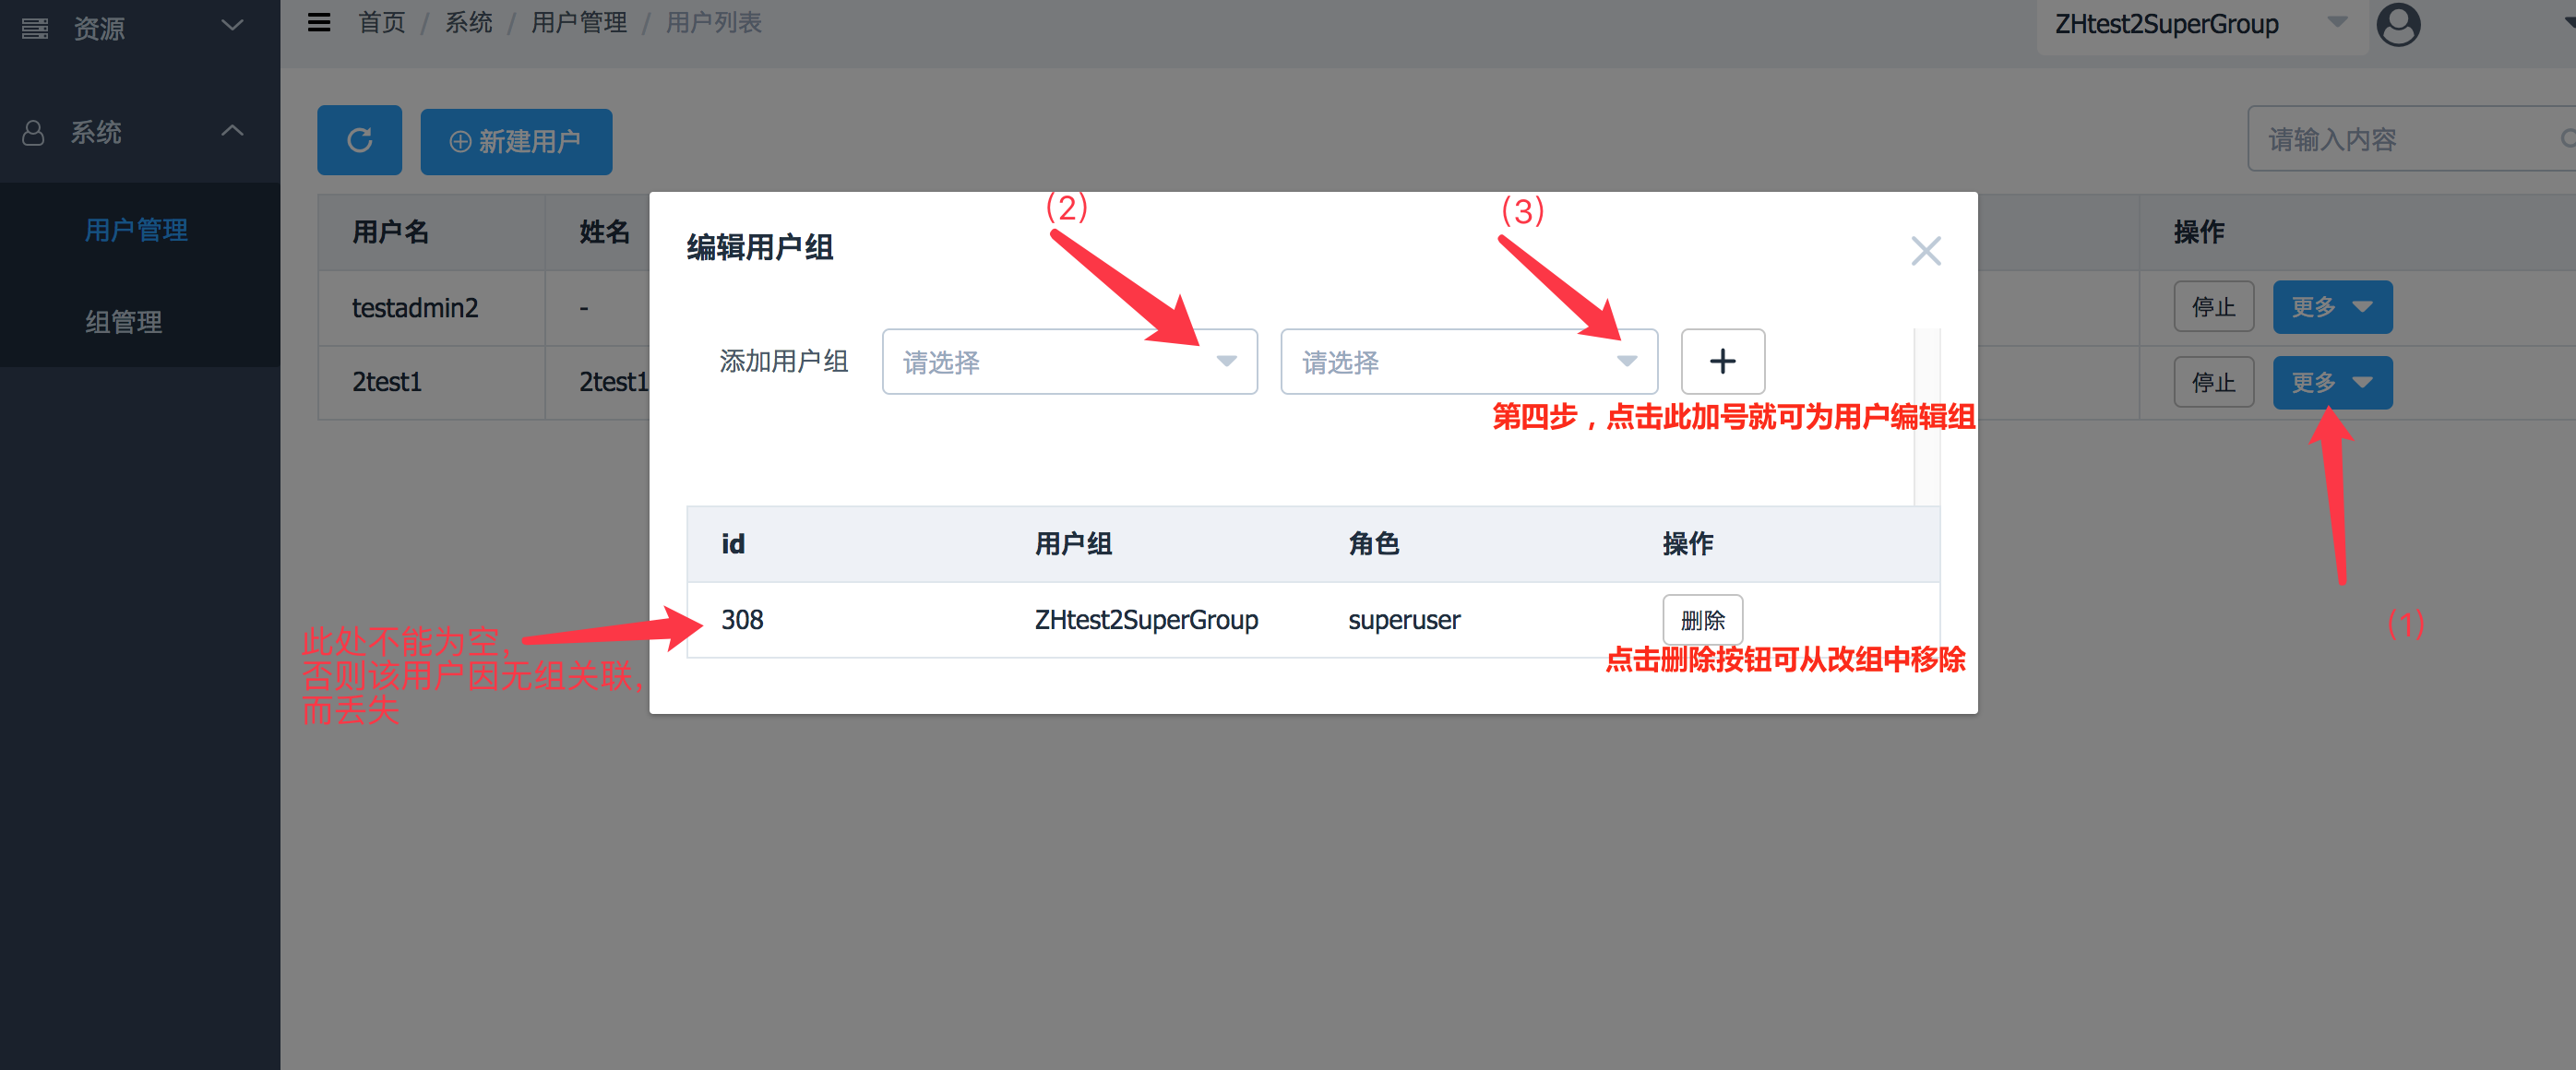 资源
首页 / 系统 / 用户管理 / 用户列表
ZHtest2SuperGroup
系统
新建用户
请输入内容
用户管理
组管理
用户名 姓名 操作
testadmin2 - 停止 更多
2test1 2test1 停止 更多
(1)
(2)
(3)
编辑用户组
添加用户组 请选择 请选择 +
第四步，点击此加号就可为用户编辑组
id 用户组 角色 操作
308 ZHtest2SuperGroup superuser 删除
点击删除按钮可从改组中移除
此处不能为空，
否则该用户因无组关联，
而丢失